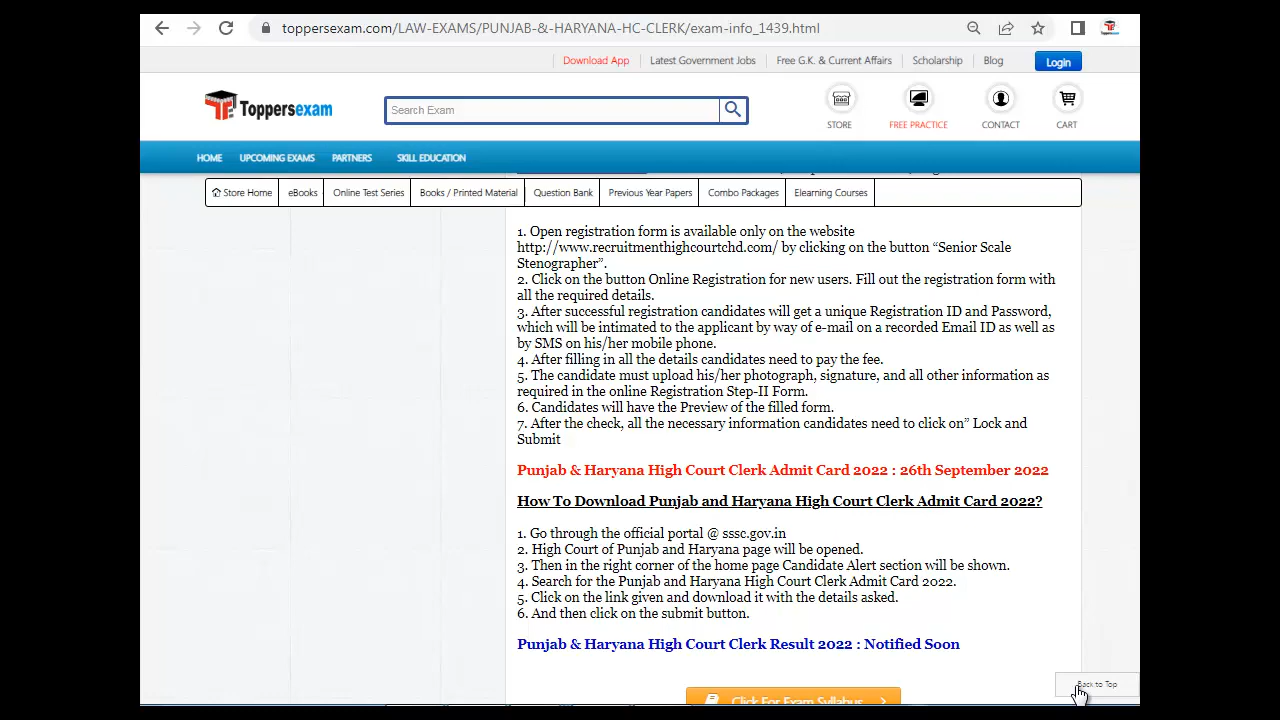 toppersexam.com/LAW-EXAMS/PUNJAB-&-HARYANA-HC-CLERK/exam-info_1439.html
Download App Latest Government Jobs Free G.K. & Current Affairs Scholarship Blog Login
Toppersexam
Search Exam
STORE FREE PRACTICE CONTACT CART
HOME UPCOMING EXAMS PARTNERS SKILL EDUCATION
Store Home eBooks Online Test Series Books / Printed Material Question Bank Previous Year Papers Combo Packages Elearning Courses
1. Open registration form is available only on the website
http://www.recruitmenthighcourtchd.com/ by clicking on the button “Senior Scale
Stenographer”.
2. Click on the button Online Registration for new users. Fill out the registration form with
all the required details.
3. After successful registration candidates will get a unique Registration ID and Password,
which will be intimated to the applicant by way of e-mail on a recorded Email ID as well as
by SMS on his/her mobile phone.
4. After filling in all the details candidates need to pay the fee.
5. The candidate must upload his/her photograph, signature, and all other information as
required in the online Registration Step-II Form.
6. Candidates will have the Preview of the filled form.
7. After the check, all the necessary information candidates need to click on” Lock and
Submit
Punjab & Haryana High Court Clerk Admit Card 2022 : 26th September 2022
How To Download Punjab and Haryana High Court Clerk Admit Card 2022?
1. Go through the official portal @ sssc.gov.in
2. High Court of Punjab and Haryana page will be opened.
3. Then in the right corner of the home page Candidate Alert section will be shown.
4. Search for the Punjab and Haryana High Court Clerk Admit Card 2022.
5. Click on the link given and download it with the details asked.
6. And then click on the submit button.
Punjab & Haryana High Court Clerk Result 2022 : Notified Soon
Back to Top
Click For Exam Syllabus